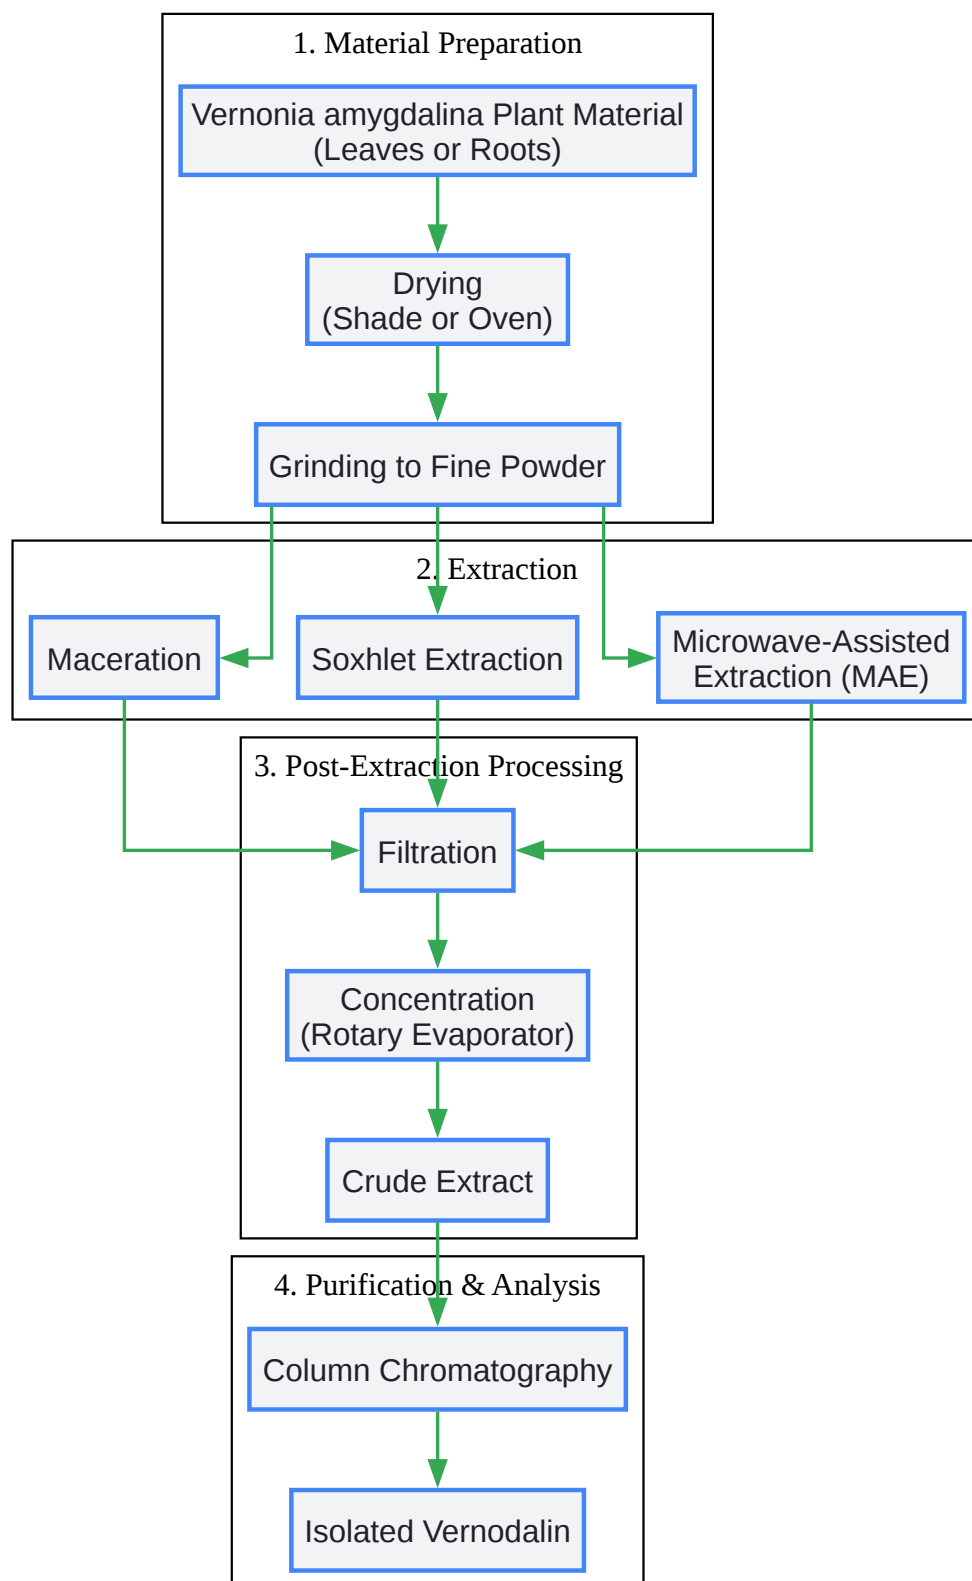 1. Material Preparation
Vernonia amygdalina Plant Material
(Leaves or Roots)
Drying
(Shade or Oven)
Grinding to Fine Powder
2. Extraction
Maceration
Soxhlet Extraction
Microwave-Assisted
Extraction (MAE)
3. Post-Extraction Processing
Filtration
Concentration
(Rotary Evaporator)
Crude Extract
4. Purification & Analysis
Column Chromatography
Isolated Vernodalin